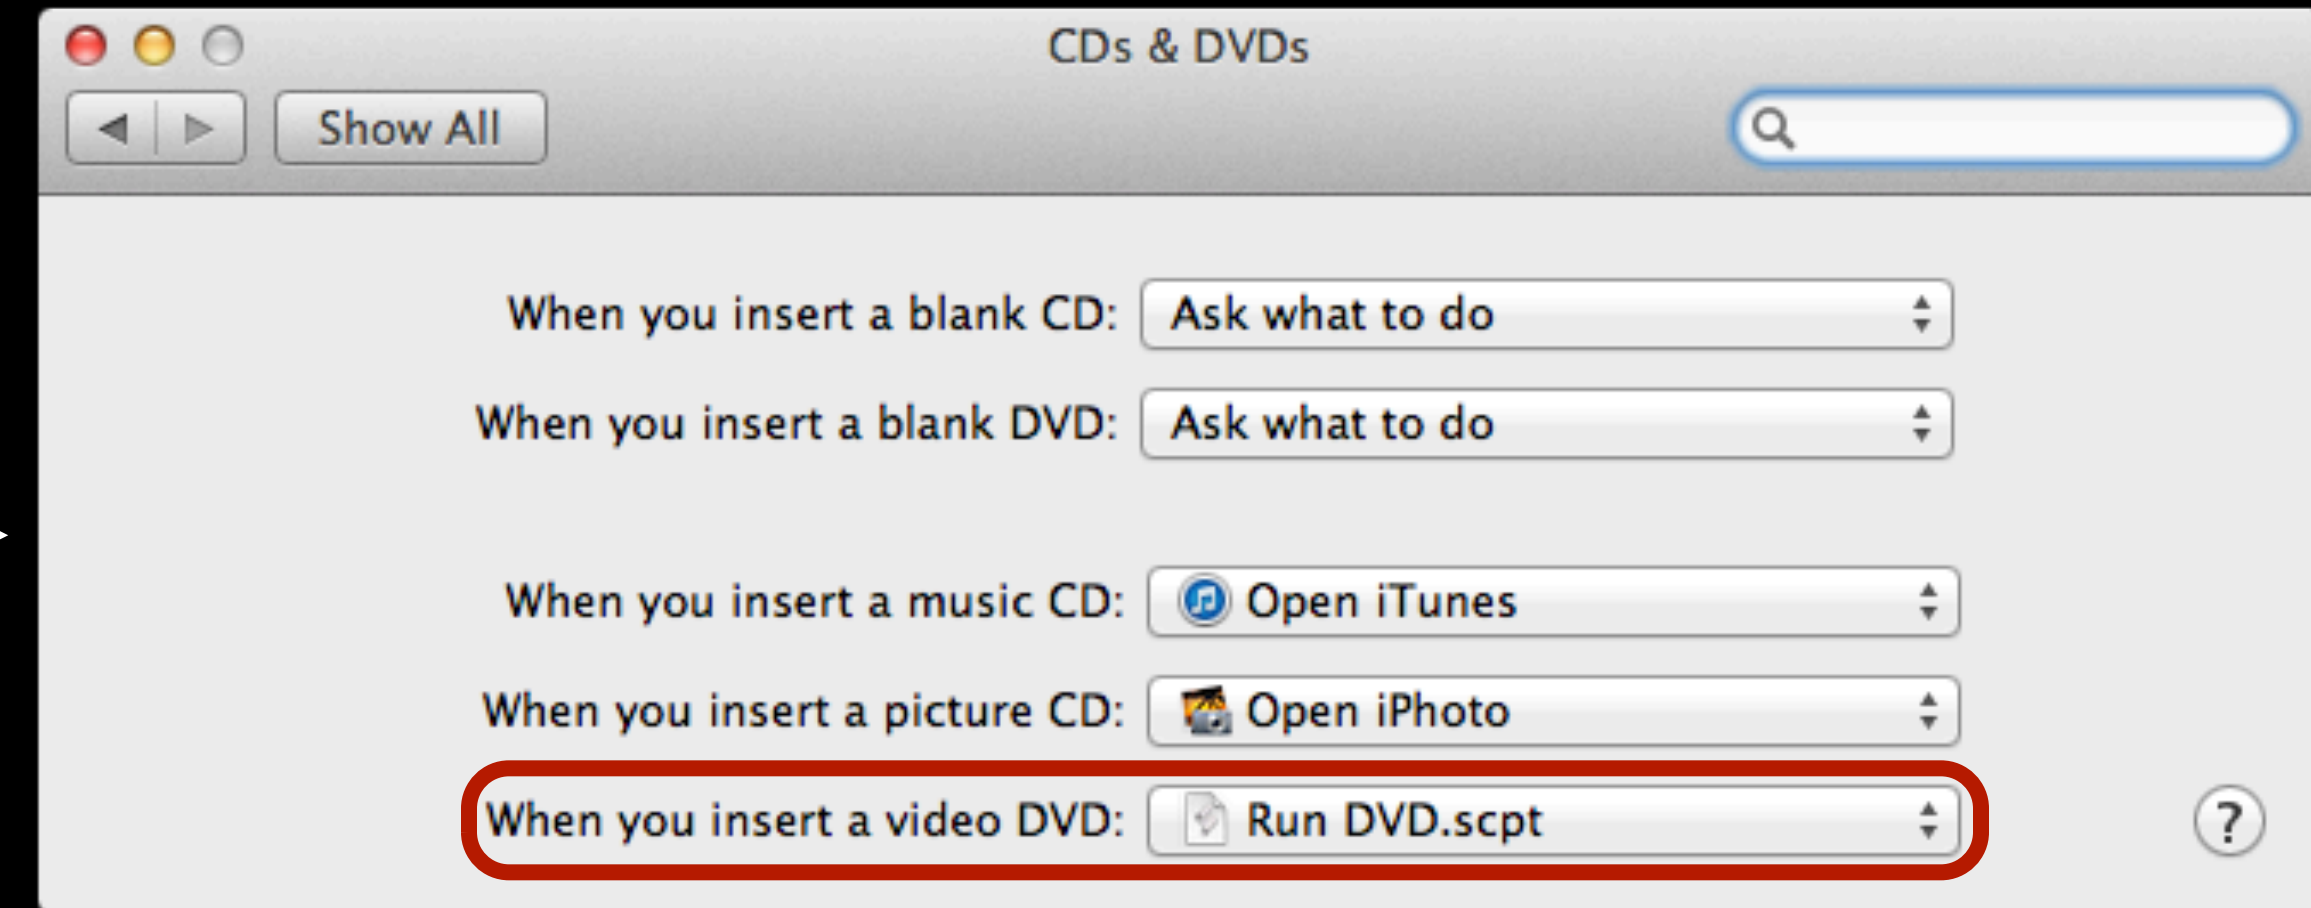 CDs & DVDs
Show All
When you insert a blank CD: Ask what to do
When you insert a blank DVD: Ask what to do
When you insert a music CD: Open iTunes
When you insert a picture CD: Open iPhoto
When you insert a video DVD: Run DVD.scpt
?